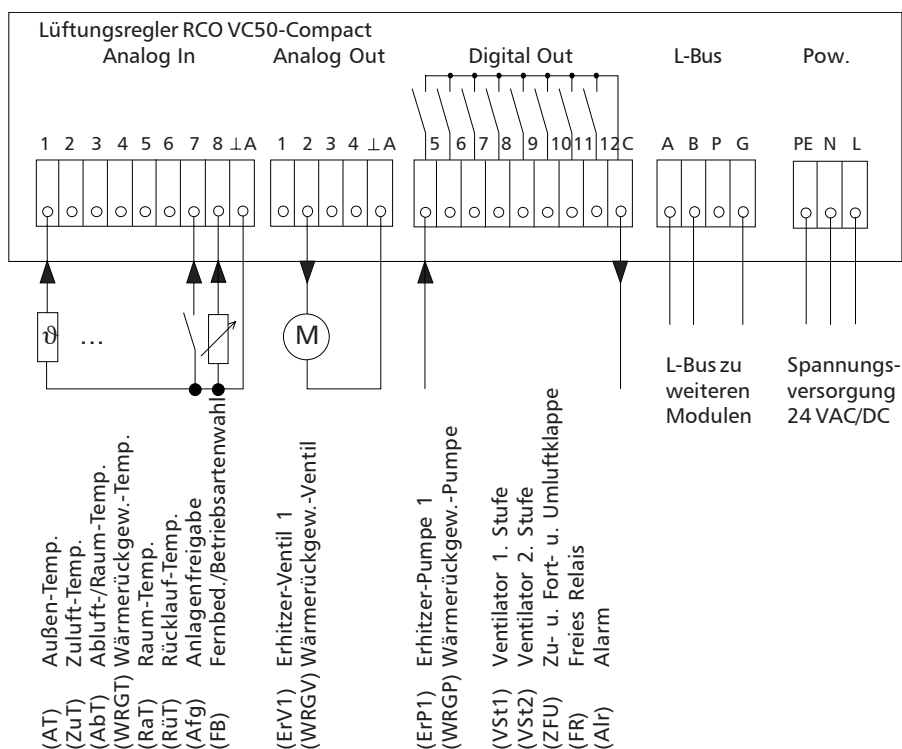 Lüftungsregler RCO VC50-Compact
Analog In
Analog Out
Digital Out
L-Bus
Pow.
1 2 3 4 5 6 7 8 ⊥ A
1 2 3 4 ⊥ A
5 6 7 8 9 10 11 12 C
A B P G
PE N L
ϑ
...
M
L-Bus zu
weiteren
Modulen
Spannungs-
versorgung
24 VAC/DC
(AT) Außen-Temp.
(ZuT) Zuluft-Temp.
(AbT) Abluft-/Raum-Temp.
(WRGT) Wärmerückgew.-Temp.
(RaT) Raum-Temp.
(RüT) Rücklauf-Temp.
(Afg) Anlagenfreigabe
(FB) Fernbed./Betriebsartenwahl
(ErV1) Erhitzer-Ventil 1
(WRGV) Wärmerückgew.-Ventil
(ErP1) Erhitzer-Pumpe 1
(WRGP) Wärmerückgew.-Pumpe
(VSt1) Ventilator 1. Stufe
(VSt2) Ventilator 2. Stufe
(ZFU) Zu- u. Fort- u. Umluftklappe
(FR) Freies Relais
(Alr) Alarm